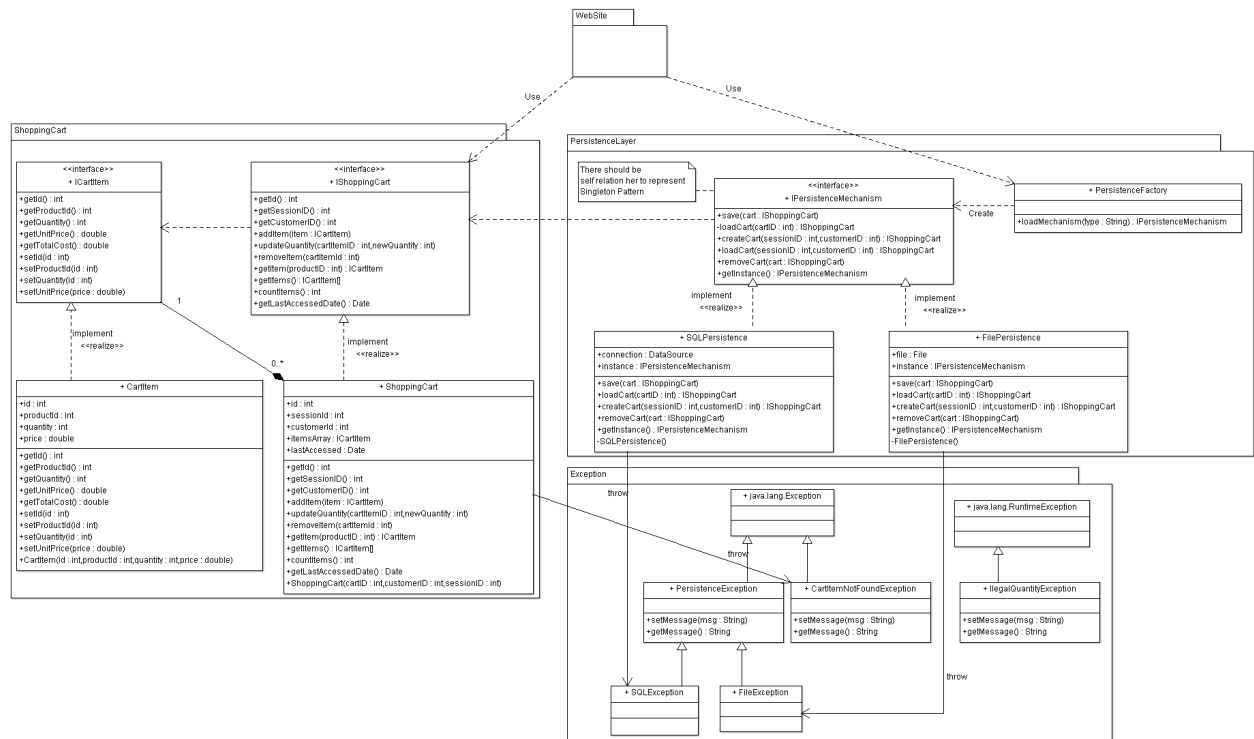 WebSite
Use
Use
ShoppingCart
<<interface>>
+ ICartItem
+getId() : int
+getProductId() : int
+getQuantity() : int
+getUnitPrice() : double
+getTotalCost() : double
+setId(id : int)
+setProductId(id : int)
+setQuantity(id : int)
+setUnitPrice(price : double)
<<interface>>
+ IShoppingCart
+getId() : int
+getSessionID() : int
+getCustomerID() : int
+addItem(item : ICartItem)
+updateQuantity(cartItemID : int,newQuantity : int)
+removeItem(cartItemId : int)
+getItem(productID : int) : ICartItem
+getItems() : ICartItem[]
+countItems() : int
+getLastAccessedDate() : Date
1
0..*
implement
<<realize>>
implement
<<realize>>
+ CartItem
+id : int
+productId : int
+quantity : int
+price : double
+getId() : int
+getProductId() : int
+getQuantity() : int
+getUnitPrice() : double
+getTotalCost() : double
+setId(id : int)
+setProductId(id : int)
+setQuantity(id : int)
+setUnitPrice(price : double)
+CartItem(id : int,productId : int,quantity : int,price : double)
+ ShoppingCart
+id : int
+sessionId : int
+customerId : int
+itemsArray : ICartItem
+lastAccessed : Date
+getId() : int
+getSessionID() : int
+getCustomerID() : int
+addItem(item : ICartItem)
+updateQuantity(cartItemID : int,newQuantity : int)
+removeItem(cartItemId : int)
+getItem(productID : int) : ICartItem
+getItems() : ICartItem[]
+countItems() : int
+getLastAccessedDate() : Date
+ShoppingCart(cartID : int,customerID : int,sessionID : int)
PersistenceLayer
There should be
self relation her to represent
Singleton Pattern
<<interface>>
+ IPersistenceMechanism
+save(cart : IShoppingCart)
-loadCart(cartID : int) : IShoppingCart
+createCart(sessionID : int,customerID : int) : IShoppingCart
+loadCart(sessionID : int,customerID : int) : IShoppingCart
+removeCart(cart : IShoppingCart)
+getInstance() : IPersistenceMechanism
Create
+ PersistenceFactory
+loadMechanism(type : String) : IPersistenceMechanism
implement
<<realize>>
implement
<<realize>>
+ SQLPersistence
+connection : DataSource
+instance : IPersistenceMechanism
+save(cart : IShoppingCart)
+loadCart(cartID : int) : IShoppingCart
+createCart(sessionID : int,customerID : int) : IShoppingCart
+removeCart(cart : IShoppingCart)
+getInstance() : IPersistenceMechanism
-SQLPersistence()
+ FilePersistence
+file : File
+instance : IPersistenceMechanism
+save(cart : IShoppingCart)
+loadCart(cartID : int) : IShoppingCart
+createCart(sessionID : int,customerID : int) : IShoppingCart
+removeCart(cart : IShoppingCart)
+getInstance() : IPersistenceMechanism
-FilePersistence()
Exception
throw
+ java.lang.Exception
+ java.lang.RuntimeException
throw
+ PersistenceException
+setMessage(msg : String)
+getMessage() : String
+ CartItemNotFoundException
+setMessage(msg : String)
+getMessage() : String
+ IlegalQuantityException
+setMessage(msg : String)
+getMessage() : String
throw
+ SQLException
+ FileException